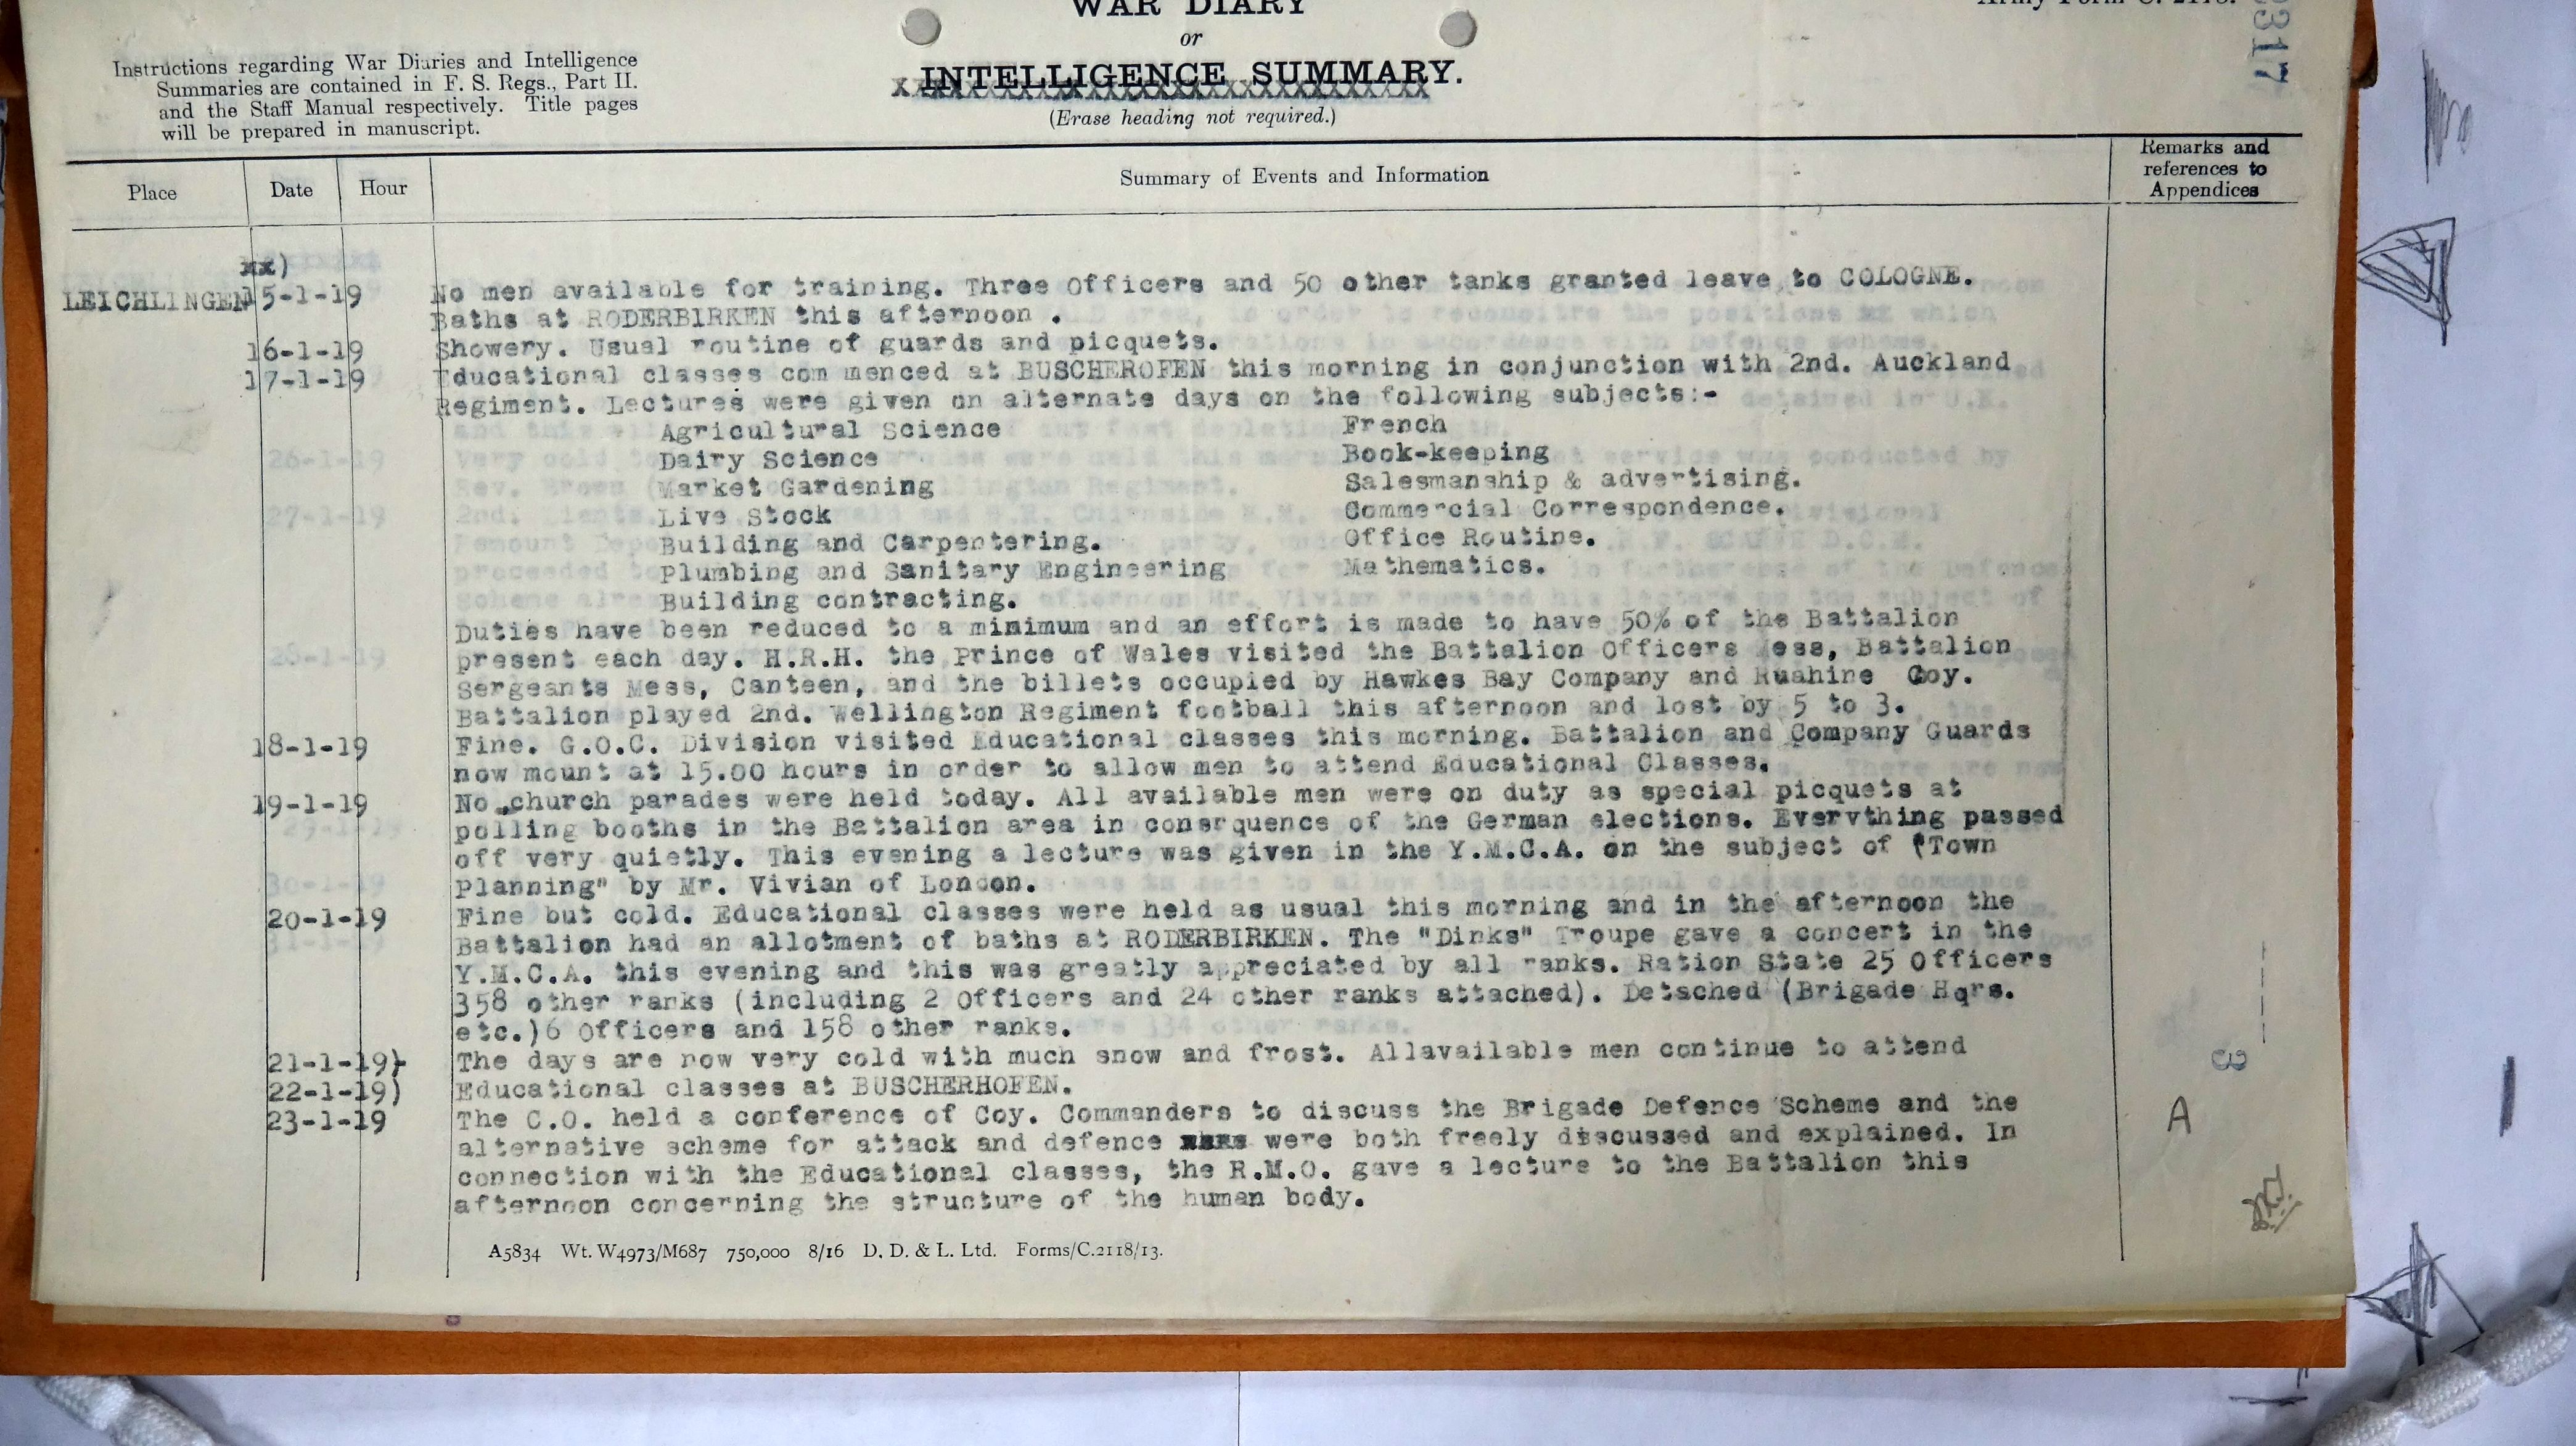 WAR DIARY
or
INTELLIGENCE SUMMARY.
(Erase heading not required.)
Army Form C. 2118.
2317
Instructions regarding War Diaries and Intelligence
Summaries are contained in F. S. Regs., Part II.
and the Staff Manual respectively. Title pages
will be prepared in manuscript.
Place Date Hour Summary of Events and Information Remarks and
references to
Appendices
xx)
LEICHLINGEN 15-1-19 No men available for training. Three Officers and 50 other tanks granted leave to COLOGNE.
Baths at RODERBIRKEN this afternoon .
16-1-19 Showery. Usual routine of guards and picquets.
17-1-19 Educational classes com menced at BUSCHEROFEN this morning in conjunction with 2nd. Auckland
Regiment. Lectures were given on alternate days on the following subjects:-
Agricultural Science French
Dairy Science Book-keeping
Market Gardening Salesmanship & advertising.
Live Stock Commercial Correspondence.
Building and Carpentering. Office Routine.
Plumbing and Sanitary Engineering Mathematics.
Building contracting.
Duties have been reduced to a minimum and an effort is made to have 50% of the Battalion
present each day. H.R.H. the Prince of Wales visited the Battalion Officers Mess, Battalion
Sergeants Mess, Canteen, and the billets occupied by Hawkes Bay Company and Ruahine Coy.
Battalion played 2nd. Wellington Regiment football this afternoon and lost by 5 to 3.
18-1-19 Fine. G.O.C. Division visited Educational classes this morning. Battalion and Company Guards
now mount at 15.00 hours in order to allow men to attend Educational Classes.
19-1-19 No church parades were held today. All available men were on duty as special picquets at
polling booths in the Battalion area in consrquence of the German elections. Evervthing passed
off very quietly. This evening a lecture was given in the Y.M.C.A. on the subject of "Town
Planning" by Mr. Vivian of London.
20-1-19 Fine but cold. Educational classes were held as usual this morning and in the afternoon the
Battalion had an allotment of baths at RODERBIRKEN. The "Dinks" Troupe gave a concert in the
Y.M.C.A. this evening and this was greatly appreciated by all ranks. Ration State 25 Officers
358 other ranks (including 2 Officers and 24 other ranks attached). Detached (Brigade Hqrs.
etc.)6 Officers and 158 other ranks.
21-1-19) The days are now very cold with much snow and frost. Allavailable men continue to attend
22-1-19) Educational classes at BUSCHERHOFEN.
23-1-19 The C.O. held a conference of Coy. Commanders to discuss the Brigade Defence Scheme and the A
alternative scheme for attack and defence were both freely discussed and explained. In
connection with the Educational classes, the R.M.O. gave a lecture to the Battalion this
afternoon concerning the structure of the human body.
A5834 Wt. W4973/M687 750,000 8/16 D. D. & L. Ltd. Forms/C.2118/13.